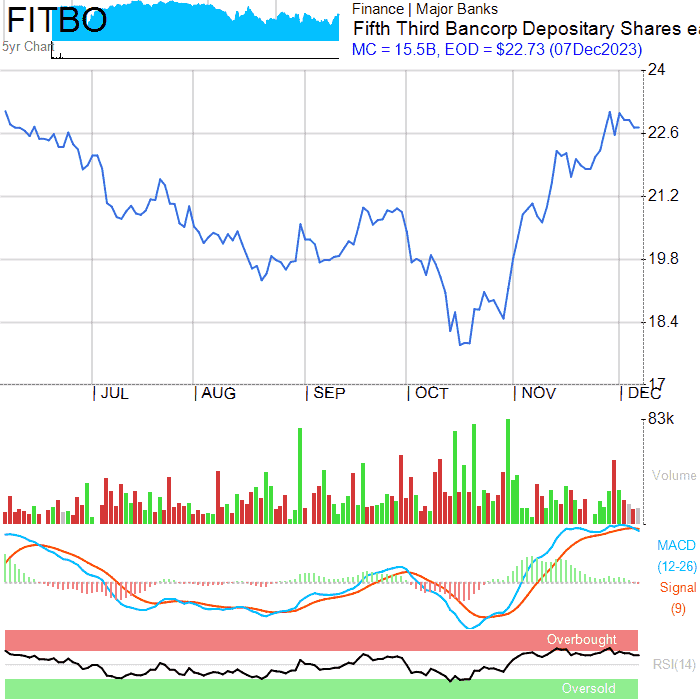 FITBO
Finance | Major Banks
Fifth Third Bancorp Depositary Shares ea
MC = 15.5B, EOD = $22.73 (07Dec2023)
5yr Chart
24
22.6
21.2
19.8
18.4
17
JUL AUG SEP OCT NOV DEC
83k
Volume
MACD
(12-26)
Signal
(9)
Overbought
RSI(14)
Oversold